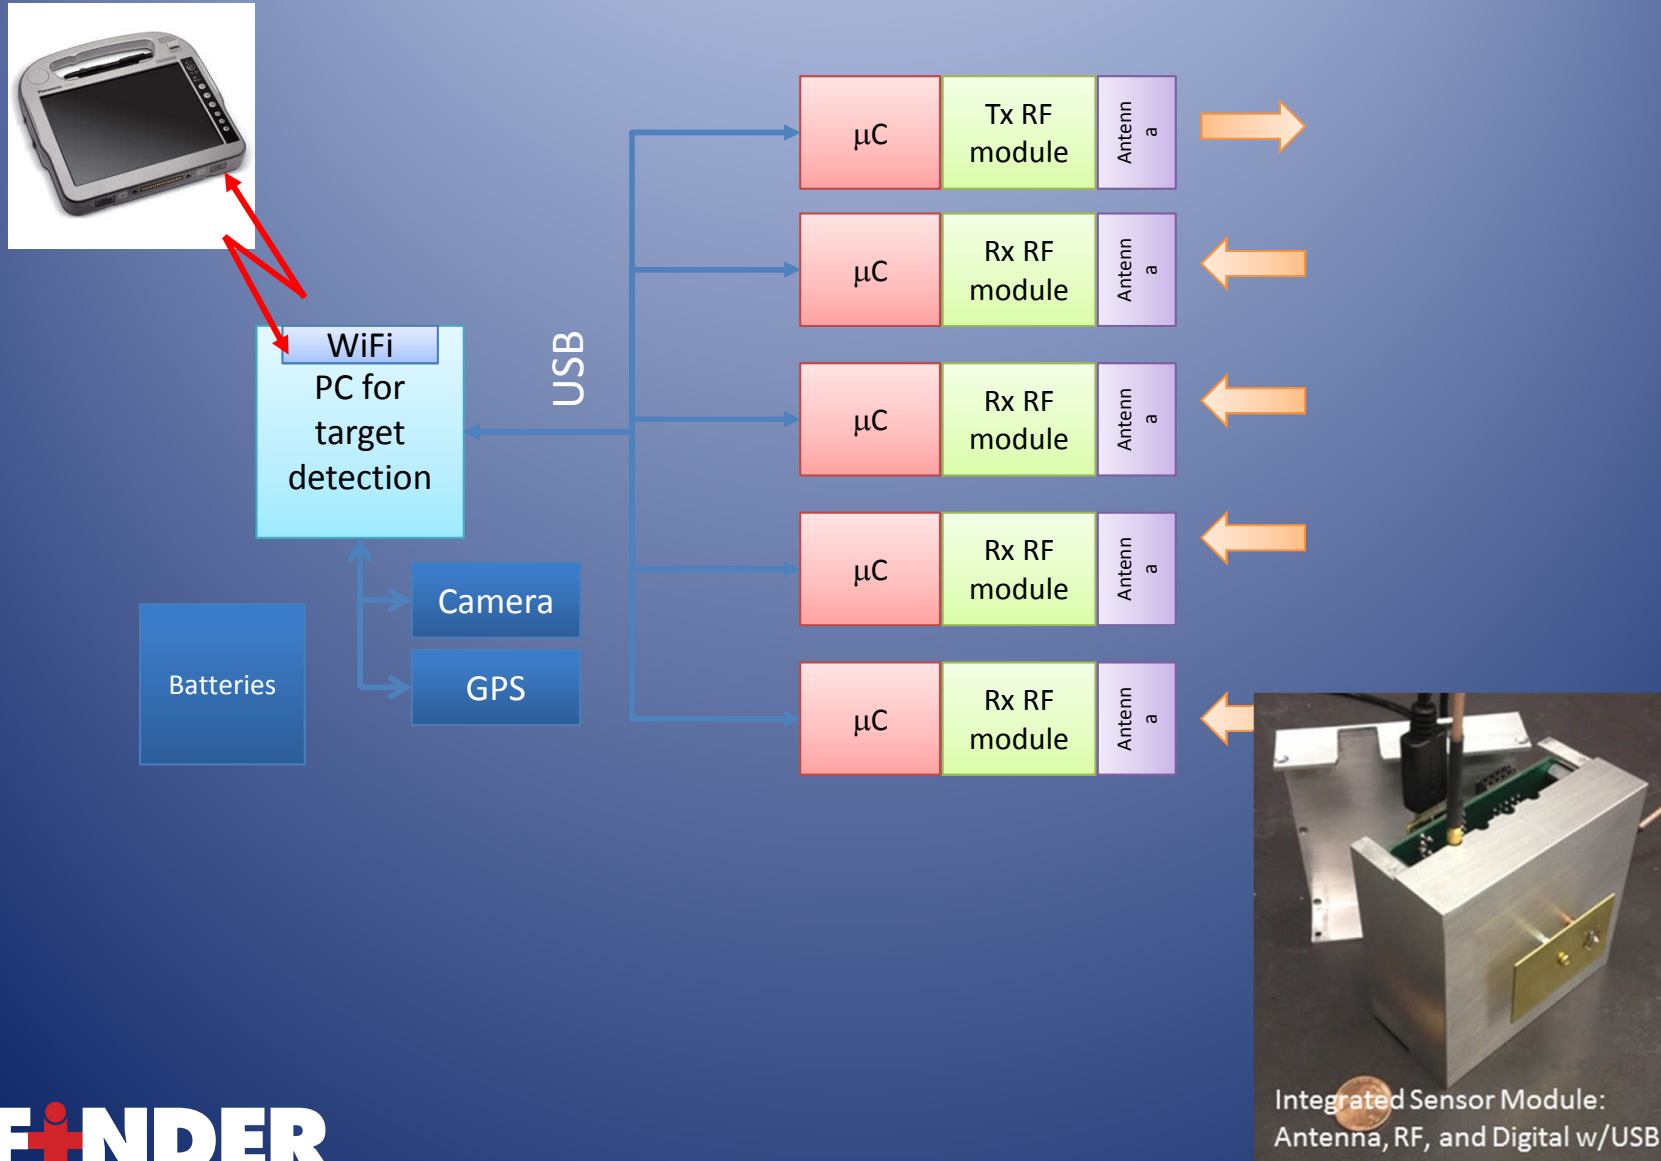 Panasonic
µC
Tx RF
module
Antenn
a
µC
Rx RF
module
Antenn
a
WiFi
PC for
target
detection
USB
µC
Rx RF
module
Antenn
a
µC
Rx RF
module
Antenn
a
Camera
Batteries
GPS
µC
Rx RF
module
Antenn
a
Integrated Sensor Module:
Antenna, RF, and Digital w/USB
FINDER